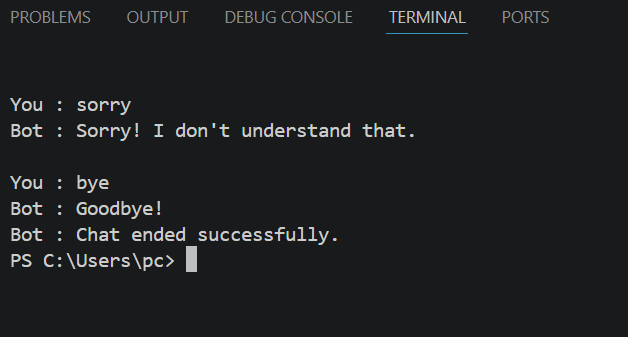 PROBLEMS OUTPUT DEBUG CONSOLE TERMINAL PORTS
You : sorry
Bot : Sorry! I don't understand that.
You : bye
Bot : Goodbye!
Bot : Chat ended successfully.
PS C:\Users\pc>